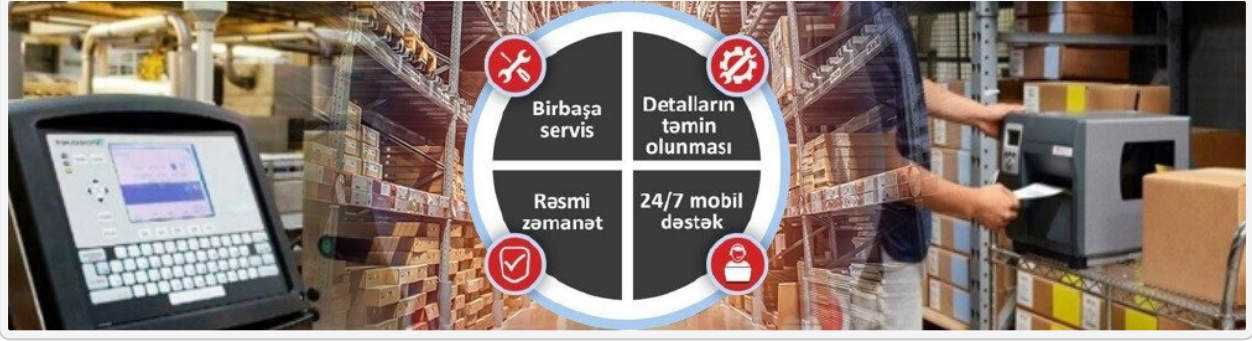 Birbaşa
servis
Detalların
təmin
olunması
Rəsmi
zəmanət
24/7 mobil
dəstək